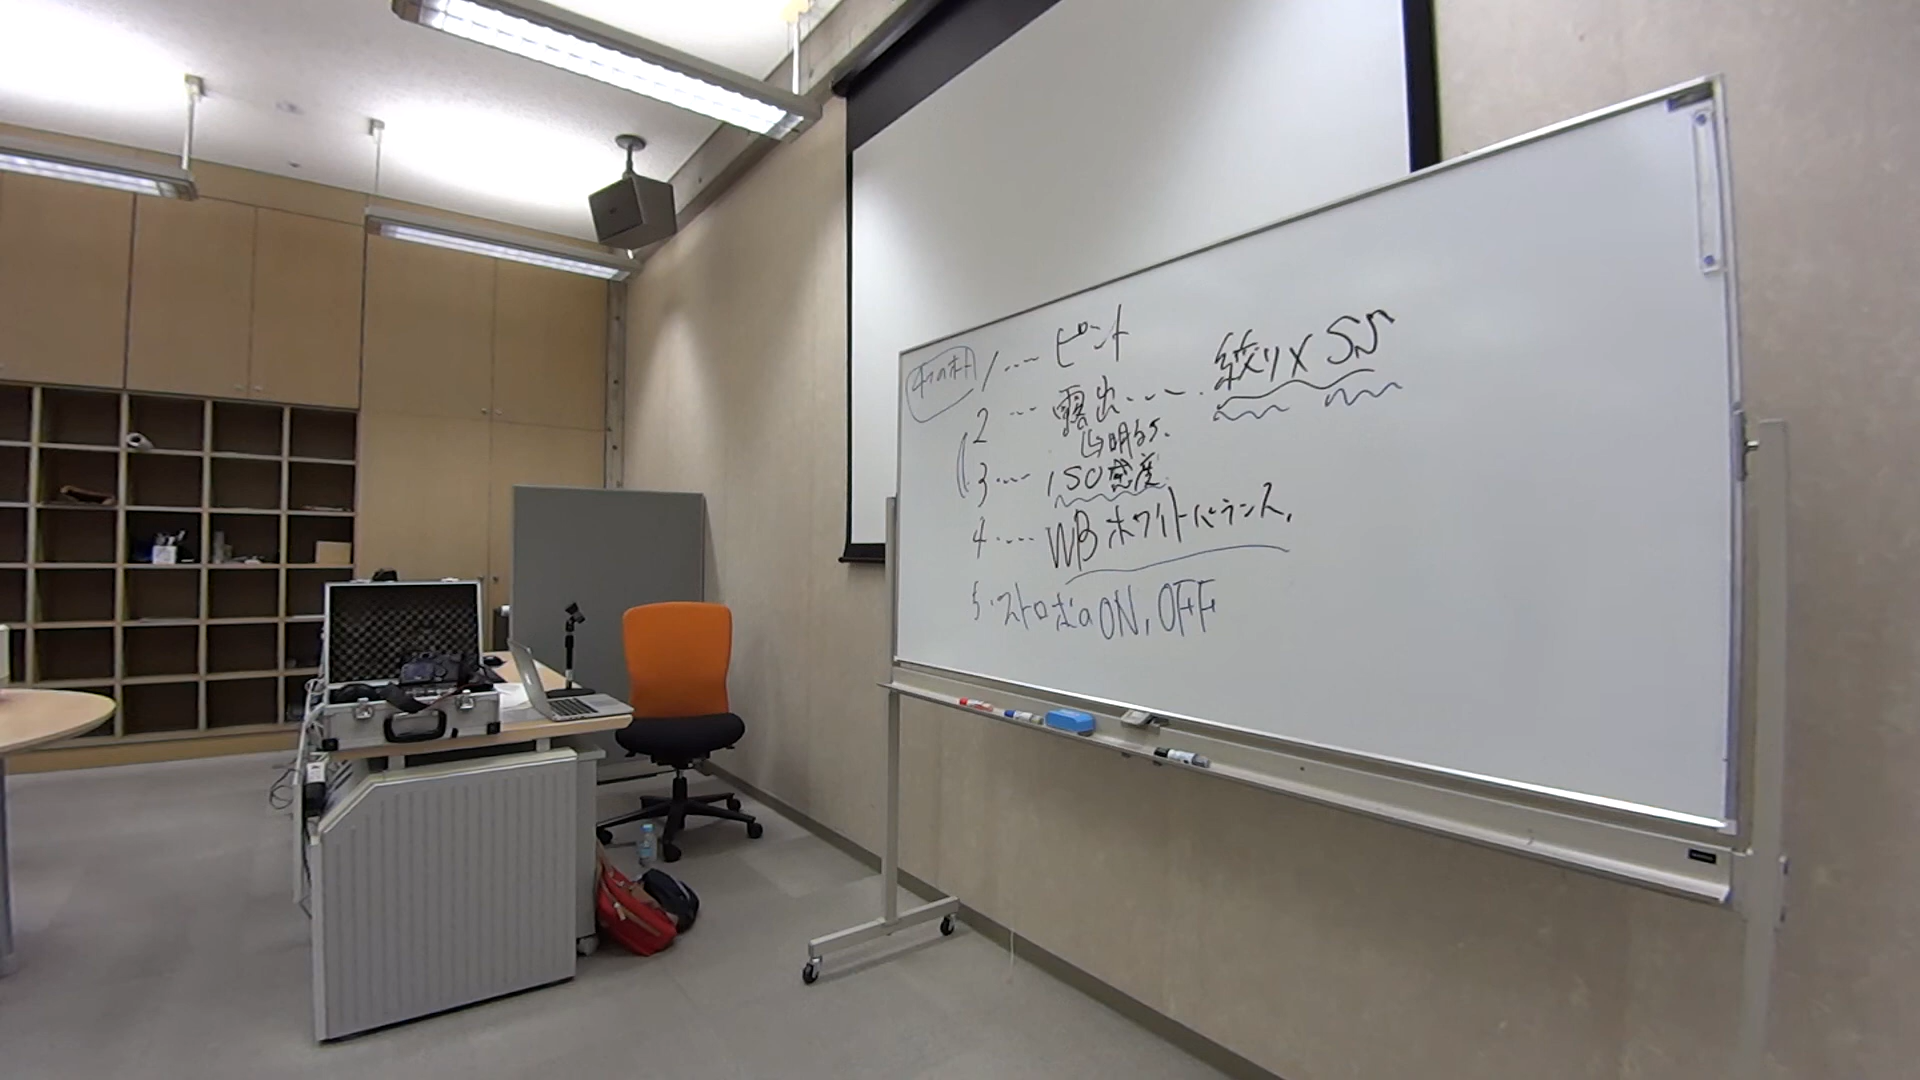 1 ---- ピント
2 --- 露出 ---- 絞り×SS
↳明るさ.
3 ---- ISO感度
4 ---- WBホワイトバランス.
5.ストロボのON, OFF